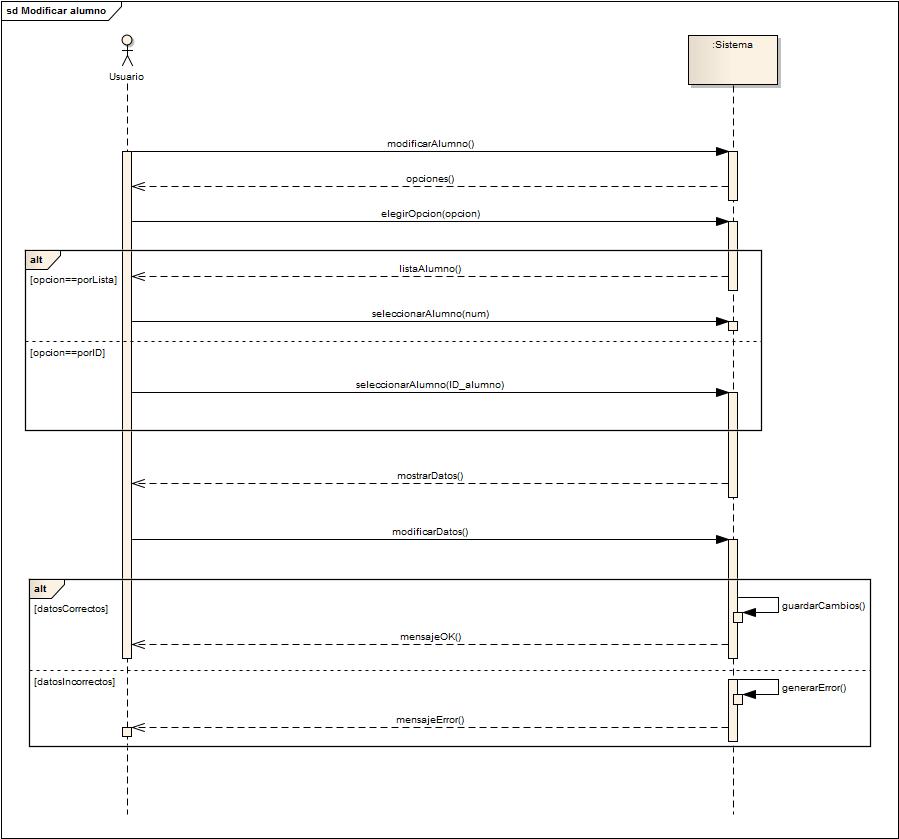 sd Modificar alumno
:Sistema
Usuario
modificarAlumno()
opciones()
elegirOpcion(opcion)
alt
listaAlumno()
[opcion==porLista]
seleccionarAlumno(num)
[opcion==porID]
seleccionarAlumno(ID_alumno)
mostrarDatos()
modificarDatos()
alt
[datosCorrectos]
guardarCambios()
mensajeOK()
[datosIncorrectos]
generarError()
mensajeError()